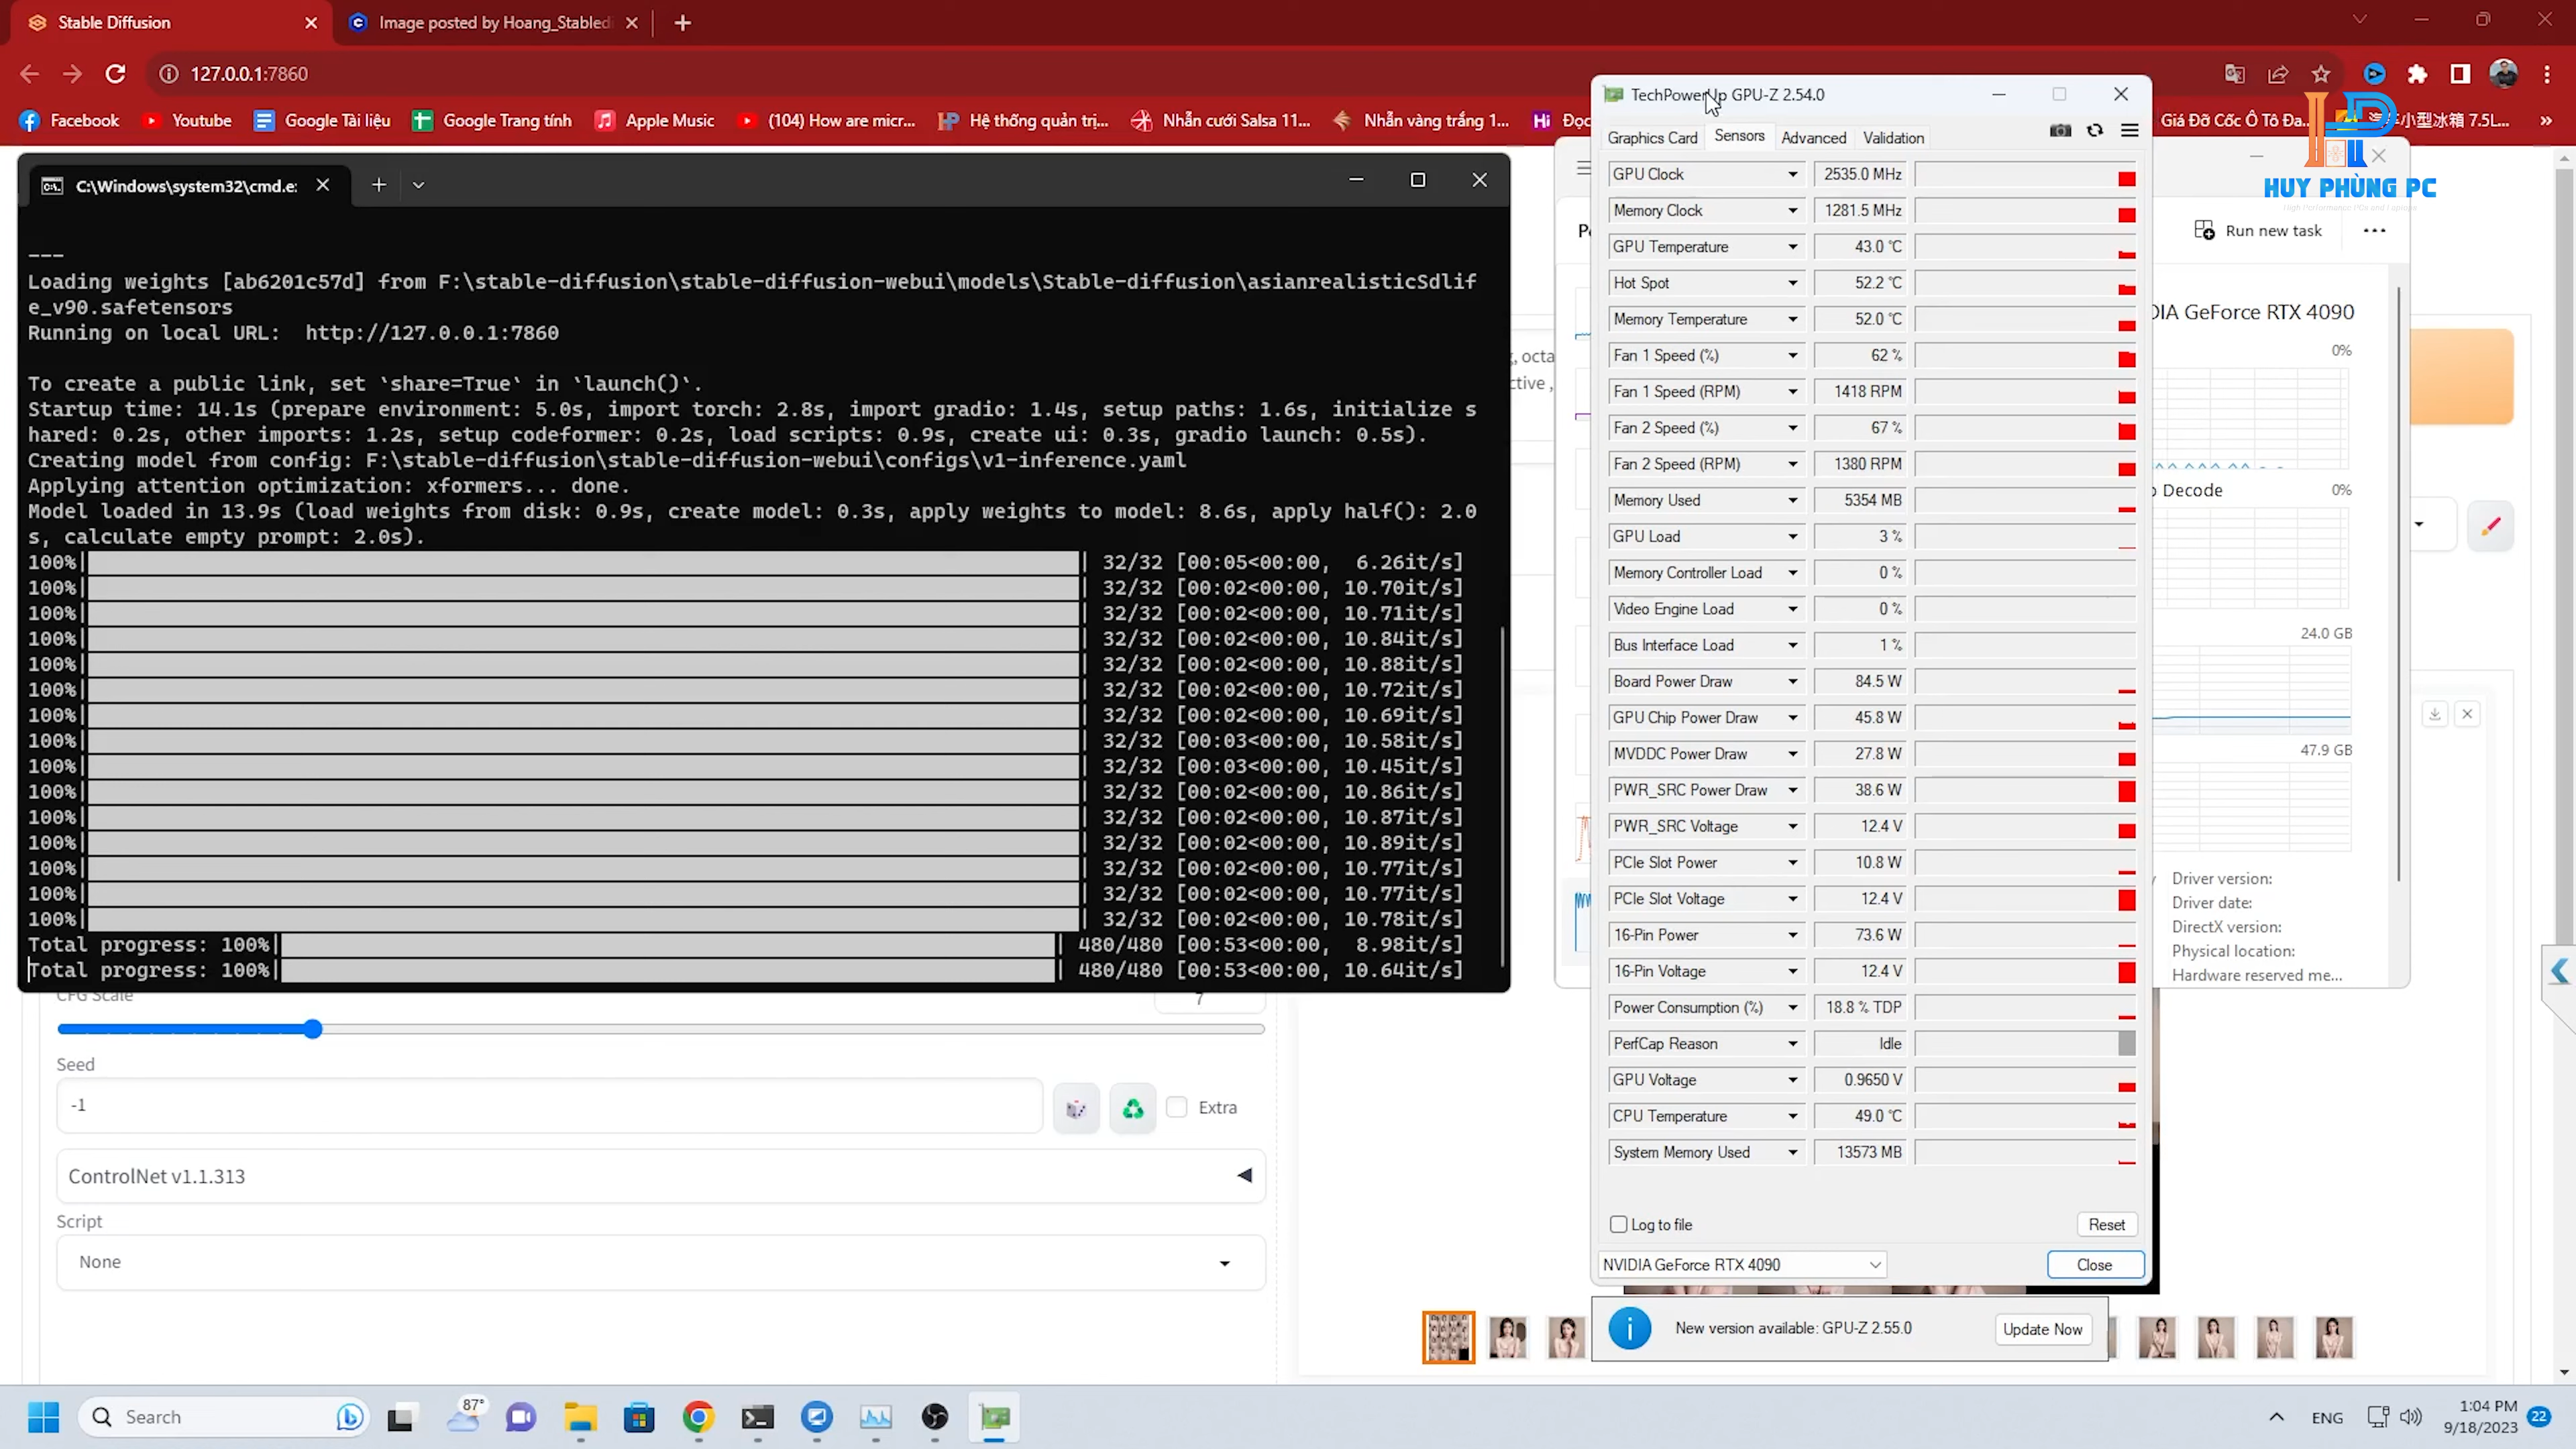 Stable Diffusion
Image posted by Hoang_Stabled
127.0.0.1:7860
Facebook
Youtube
Google Tài liệu
Google Trang tính
Apple Music
(104) How are micr...
Hệ thống quản trị...
Nhẫn cưới Salsa 11...
Nhẫn vàng trắng 1...
Hi
Đọc
Giá Đỡ Cốc Ô Tô Đa...
小型冰箱 7.5L...
HUY PHÙNG PC
C:\Windows\system32\cmd.e:
---
Loading weights [ab6201c57d] from F:\stable-diffusion\stable-diffusion-webui\models\Stable-diffusion\asianrealisticSdlif
e_v90.safetensors
Running on local URL:  http://127.0.0.1:7860
To create a public link, set `share=True` in `launch()`.
Startup time: 14.1s (prepare environment: 5.0s, import torch: 2.8s, import gradio: 1.4s, setup paths: 1.6s, initialize s
hared: 0.2s, other imports: 1.2s, setup codeformer: 0.2s, load scripts: 0.9s, create ui: 0.3s, gradio launch: 0.5s).
Creating model from config: F:\stable-diffusion\stable-diffusion-webui\configs\v1-inference.yaml
Applying attention optimization: xformers... done.
Model loaded in 13.9s (load weights from disk: 0.9s, create model: 0.3s, apply weights to model: 8.6s, apply half(): 2.0
s, calculate empty prompt: 2.0s).
100%| | 32/32 [00:05<00:00,  6.26it/s]
100%| | 32/32 [00:02<00:00, 10.70it/s]
100%| | 32/32 [00:02<00:00, 10.71it/s]
100%| | 32/32 [00:02<00:00, 10.84it/s]
100%| | 32/32 [00:02<00:00, 10.88it/s]
100%| | 32/32 [00:02<00:00, 10.72it/s]
100%| | 32/32 [00:02<00:00, 10.69it/s]
100%| | 32/32 [00:03<00:00, 10.58it/s]
100%| | 32/32 [00:03<00:00, 10.45it/s]
100%| | 32/32 [00:02<00:00, 10.86it/s]
100%| | 32/32 [00:02<00:00, 10.87it/s]
100%| | 32/32 [00:02<00:00, 10.89it/s]
100%| | 32/32 [00:02<00:00, 10.77it/s]
100%| | 32/32 [00:02<00:00, 10.77it/s]
100%| | 32/32 [00:02<00:00, 10.78it/s]
Total progress: 100%| | 480/480 [00:53<00:00,  8.98it/s]
Total progress: 100%| | 480/480 [00:53<00:00, 10.64it/s]
CFG Scale
7
Seed
-1
Extra
ControlNet v1.1.313
Script
None
, octa
ctive ,
TechPowerUp GPU-Z 2.54.0
Graphics Card
Sensors
Advanced
Validation
GPU Clock 2535.0 MHz
Memory Clock 1281.5 MHz
GPU Temperature 43.0 °C
Hot Spot 52.2 °C
Memory Temperature 52.0 °C
Fan 1 Speed (%) 62 %
Fan 1 Speed (RPM) 1418 RPM
Fan 2 Speed (%) 67 %
Fan 2 Speed (RPM) 1380 RPM
Memory Used 5354 MB
GPU Load 3 %
Memory Controller Load 0 %
Video Engine Load 0 %
Bus Interface Load 1 %
Board Power Draw 84.5 W
GPU Chip Power Draw 45.8 W
MVDDC Power Draw 27.8 W
PWR_SRC Power Draw 38.6 W
PWR_SRC Voltage 12.4 V
PCIe Slot Power 10.8 W
PCIe Slot Voltage 12.4 V
16-Pin Power 73.6 W
16-Pin Voltage 12.4 V
Power Consumption (%) 18.8 % TDP
PerfCap Reason Idle
GPU Voltage 0.9650 V
CPU Temperature 49.0 °C
System Memory Used 13573 MB
Log to file
Reset
NVIDIA GeForce RTX 4090
Close
New version available: GPU-Z 2.55.0
Update Now
Run new task
DIA GeForce RTX 4090
0%
Decode
0%
24.0 GB
47.9 GB
Driver version:
Driver date:
DirectX version:
Physical location:
Hardware reserved me...
Search
87°
ENG
1:04 PM
9/18/2023
22